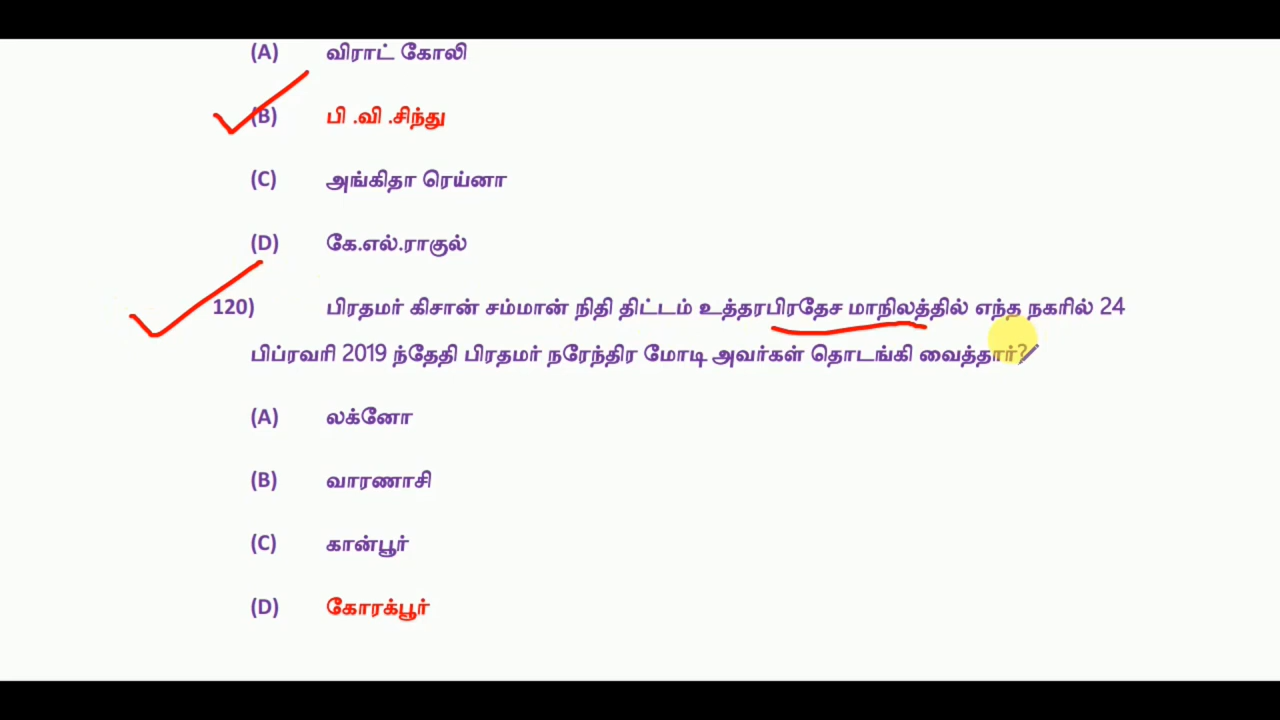 (A) விராட் கோலி
(B) பி .வி .சிந்து
(C) அங்கிதா ரெய்னா
(D) கே.எல்.ராகுல்
120) பிரதமர் கிசான் சம்மான் நிதி திட்டம் உத்தரபிரதேச மாநிலத்தில் எந்த நகரில் 24
பிப்ரவரி 2019 ந்தேதி பிரதமர் நரேந்திர மோடி அவர்கள் தொடங்கி வைத்தார்?
(A) லக்னோ
(B) வாரணாசி
(C) கான்பூர்
(D) கோரக்பூர்